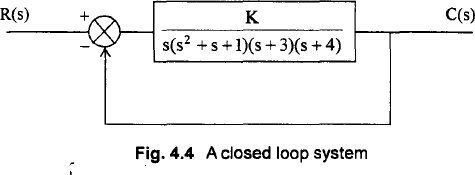 R(s) + K C(s)
− s(s² + s + 1)(s + 3)(s + 4)
Fig. 4.4 A closed loop system